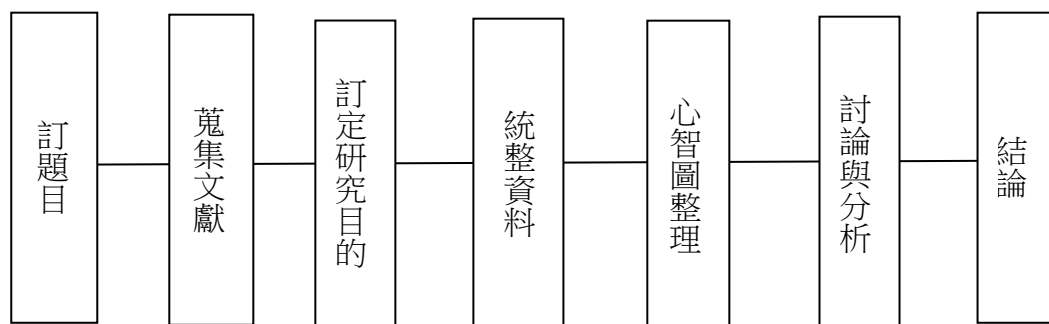 訂題目
蒐集文獻
訂定研究目的
統整資料
心智圖整理
討論與分析
結論